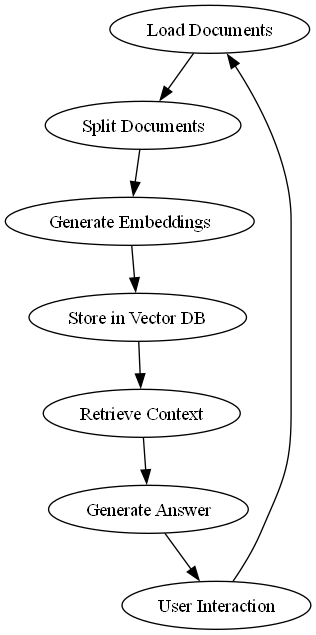 Load Documents
Split Documents
Generate Embeddings
Store in Vector DB
Retrieve Context
Generate Answer
User Interaction